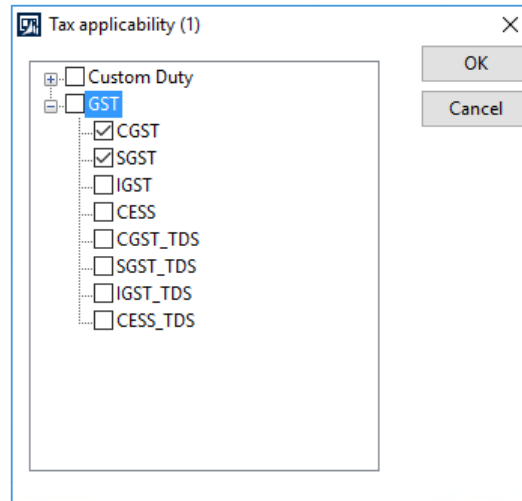 Tax applicability (1)
OK
Cancel
Custom Duty
GST
CGST
SGST
IGST
CESS
CGST_TDS
SGST_TDS
IGST_TDS
CESS_TDS